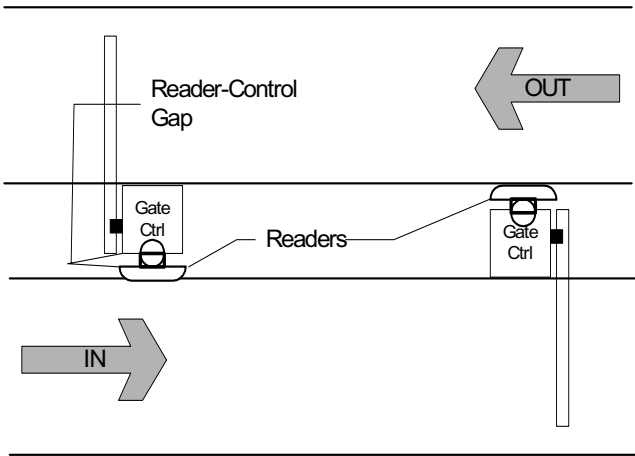 Reader-Control
Gap
OUT
Gate
Ctrl
Readers
Gate
Ctrl
IN